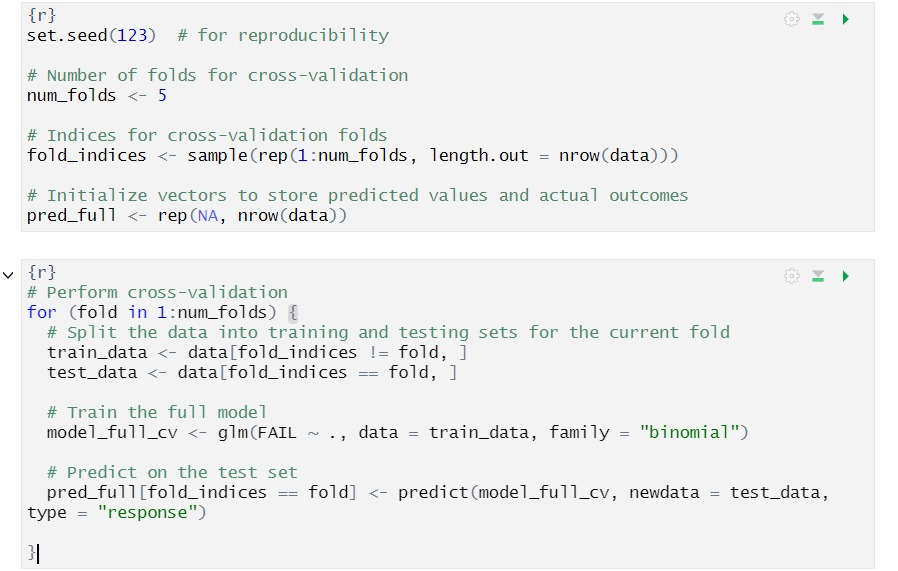 {r}
set.seed(123)  # for reproducibility
# Number of folds for cross-validation
num_folds <- 5
# Indices for cross-validation folds
fold_indices <- sample(rep(1:num_folds, length.out = nrow(data)))
# Initialize vectors to store predicted values and actual outcomes
pred_full <- rep(NA, nrow(data))
{r}
# Perform cross-validation
for (fold in 1:num_folds) {
  # Split the data into training and testing sets for the current fold
  train_data <- data[fold_indices != fold, ]
  test_data <- data[fold_indices == fold, ]
  # Train the full model
  model_full_cv <- glm(FAIL ~ ., data = train_data, family = "binomial")
  # Predict on the test set
  pred_full[fold_indices == fold] <- predict(model_full_cv, newdata = test_data,
type = "response")
}